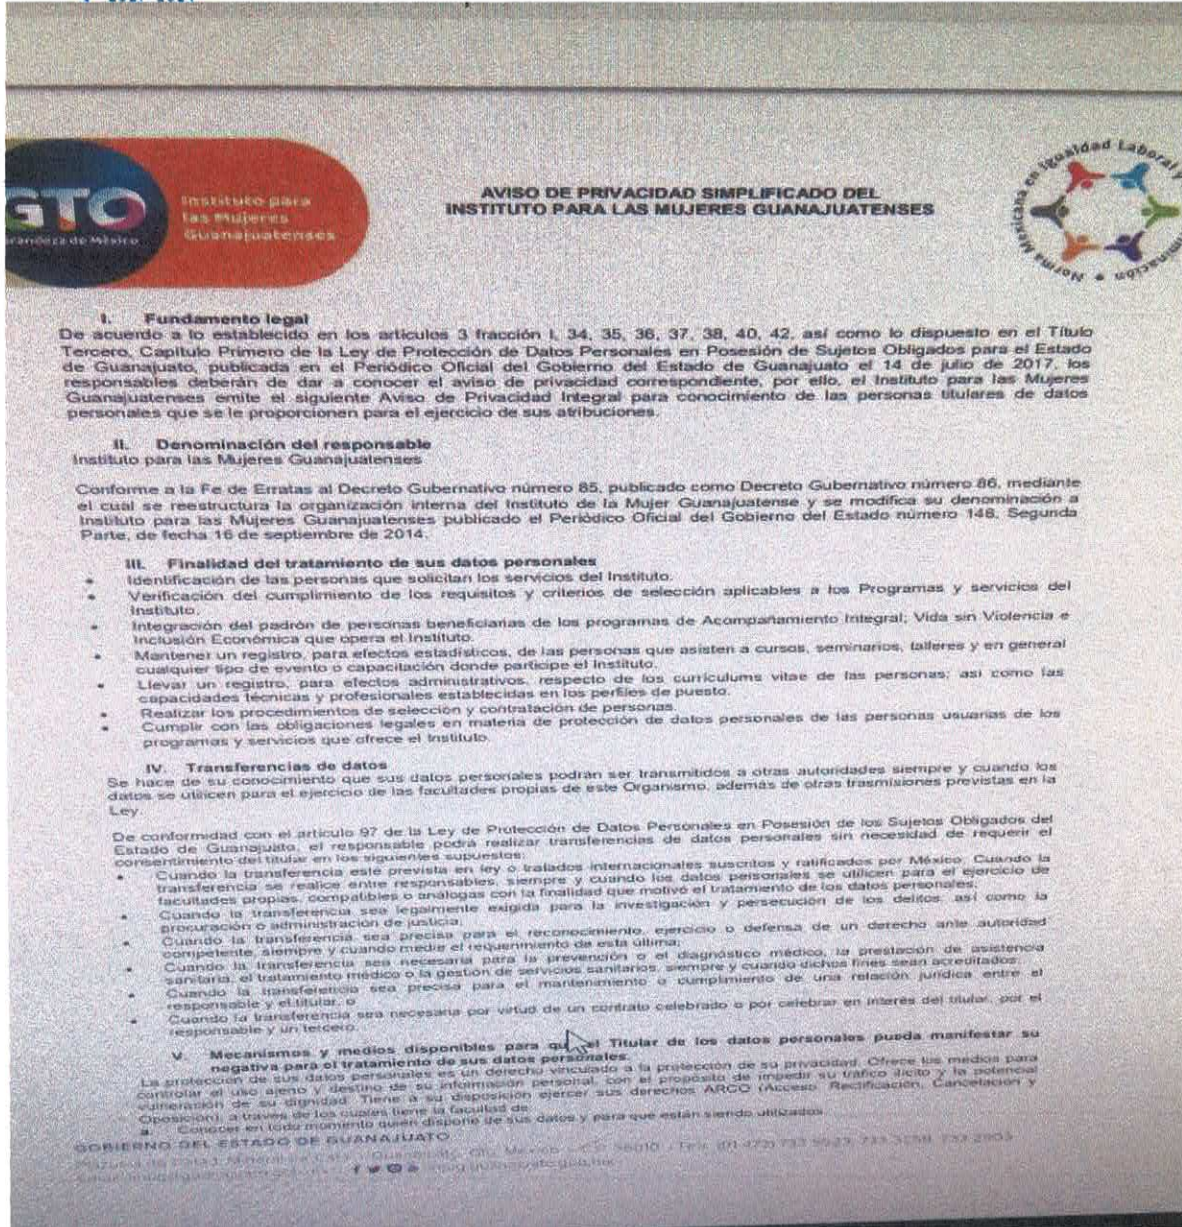 GTO
Grandeza de México
Instituto para
las Mujeres
Guanajuatenses
AVISO DE PRIVACIDAD SIMPLIFICADO DEL
INSTITUTO PARA LAS MUJERES GUANAJUATENSES
Norma Mexicana en Igualdad Laboral y
I. Fundamento legal
De acuerdo a lo establecido en los artículos 3 fracción I, 34, 35, 36, 37, 38, 40, 42, así como lo dispuesto en el Título
Tercero, Capítulo Primero de la Ley de Protección de Datos Personales en Posesión de Sujetos Obligados para el Estado
de Guanajuato, publicada en el Periódico Oficial del Gobierno del Estado de Guanajuato el 14 de julio de 2017, los
responsables deberán de dar a conocer el aviso de privacidad correspondiente, por ello, el Instituto para las Mujeres
Guanajuatenses emite el siguiente Aviso de Privacidad Integral para conocimiento de las personas titulares de datos
personales que se le proporcionen para el ejercicio de sus atribuciones.
II. Denominación del responsable
Instituto para las Mujeres Guanajuatenses
Conforme a la Fe de Erratas al Decreto Gubernativo número 85, publicado como Decreto Gubernativo número 86, mediante
el cual se reestructura la organización interna del Instituto de la Mujer Guanajuatense y se modifica su denominación a
Instituto para las Mujeres Guanajuatenses publicado el Periódico Oficial del Gobierno del Estado número 148, Segunda
Parte, de fecha 16 de septiembre de 2014.
III. Finalidad del tratamiento de sus datos personales
• Identificación de las personas que solicitan los servicios del Instituto.
• Verificación del cumplimiento de los requisitos y criterios de selección aplicables a los Programas y servicios del
Instituto.
• Integración del padrón de personas beneficiarias de los programas de Acompañamiento Integral; Vida sin Violencia e
Inclusión Económica que opera el Instituto.
• Mantener un registro, para efectos estadísticos, de las personas que asisten a cursos, seminarios, talleres y en general
cualquier tipo de evento o capacitación donde participe el Instituto.
• Llevar un registro, para efectos administrativos, respecto de los currículums vitae de las personas; así como las
capacidades técnicas y profesionales establecidas en los perfiles de puesto.
• Realizar los procedimientos de selección y contratación de personas.
• Cumplir con las obligaciones legales en materia de protección de datos personales de las personas usuarias de los
programas y servicios que ofrece el Instituto.
IV. Transferencias de datos
Se hace de su conocimiento que sus datos personales podrán ser transmitidos a otras autoridades siempre y cuando los
datos se utilicen para el ejercicio de las facultades propias de este Organismo, además de otras trasmisiones previstas en la
Ley.
De conformidad con el artículo 97 de la Ley de Protección de Datos Personales en Posesión de los Sujetos Obligados del
Estado de Guanajuato, el responsable podrá realizar transferencias de datos personales sin necesidad de requerir el
consentimiento del titular en los siguientes supuestos:
• Cuando la transferencia esté prevista en ley o tratados internacionales suscritos y ratificados por México; Cuando la
transferencia se realice entre responsables, siempre y cuando los datos personales se utilicen para el ejercicio de
facultades propias, compatibles o análogas con la finalidad que motivó el tratamiento de los datos personales;
• Cuando la transferencia sea legalmente exigida para la investigación y persecución de los delitos, así como la
procuración o administración de justicia;
• Cuando la transferencia sea precisa para el reconocimiento, ejercicio o defensa de un derecho ante autoridad
competente, siempre y cuando medie el requerimiento de esta última;
• Cuando la transferencia sea necesaria para la prevención o el diagnóstico médico, la prestación de asistencia
sanitaria, el tratamiento médico o la gestión de servicios sanitarios, siempre y cuando dichos fines sean acreditados;
• Cuando la transferencia sea precisa para el mantenimiento o cumplimiento de una relación jurídica entre el
responsable y el titular, o
• Cuando la transferencia sea necesaria por virtud de un contrato celebrado o por celebrar en interés del titular, por el
responsable y un tercero.
V. Mecanismos y medios disponibles para que el Titular de los datos personales pueda manifestar su
negativa para el tratamiento de sus datos personales.
La protección de sus datos personales es un derecho vinculado a la protección de su privacidad. Ofrece los medios para
controlar el uso ajeno y destino de su información personal, con el propósito de impedir su tráfico ilícito y la potencial
vulneración de su dignidad. Tiene a su disposición ejercer sus derechos ARCO (Acceso, Rectificación, Cancelación y
Oposición), a través de los cuales tiene la facultad de:
a. Conocer en todo momento quién dispone de sus datos y para que están siendo utilizados.
GOBIERNO DEL ESTADO DE GUANAJUATO